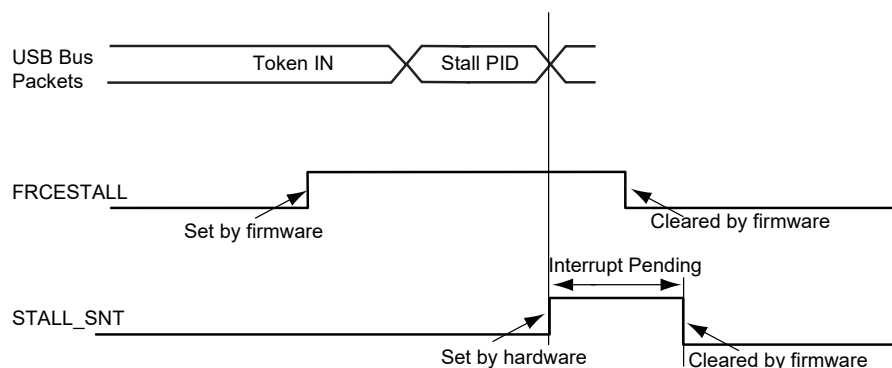 USB Bus
Packets
Token IN
Stall PID
FRCESTALL
Set by firmware
Cleared by firmware
Interrupt Pending
STALL_SNT
Set by hardware
Cleared by firmware